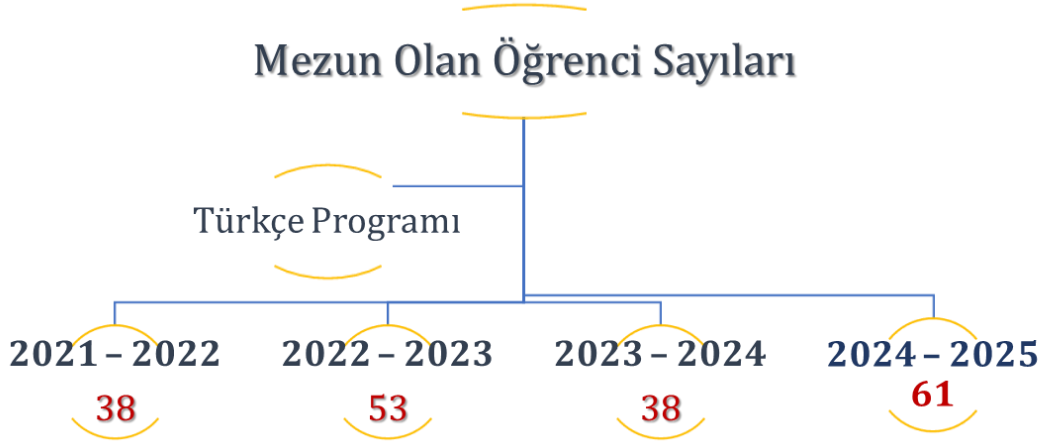 Mezun Olan Öğrenci Sayıları
Türkçe Programı
2021 – 2022
38
2022 – 2023
53
2023 – 2024
38
2024 – 2025
61